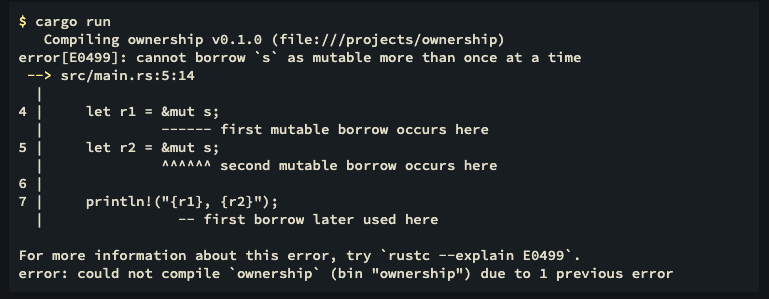 $ cargo run
   Compiling ownership v0.1.0 (file:///projects/ownership)
error[E0499]: cannot borrow `s` as mutable more than once at a time
 --> src/main.rs:5:14
  |
4 |     let r1 = &mut s;
  |              ------ first mutable borrow occurs here
5 |     let r2 = &mut s;
  |              ^^^^^^ second mutable borrow occurs here
6 |
7 |     println!("{r1}, {r2}");
  |                -- first borrow later used here

For more information about this error, try `rustc --explain E0499`.
error: could not compile `ownership` (bin "ownership") due to 1 previous error